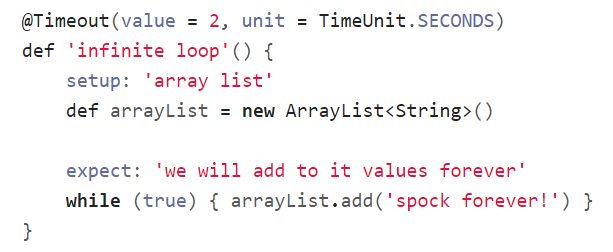 @Timeout(value = 2, unit = TimeUnit.SECONDS)
def 'infinite loop'() {
    setup: 'array list'
    def arrayList = new ArrayList<String>()

    expect: 'we will add to it values forever'
    while (true) { arrayList.add('spock forever!') }
}